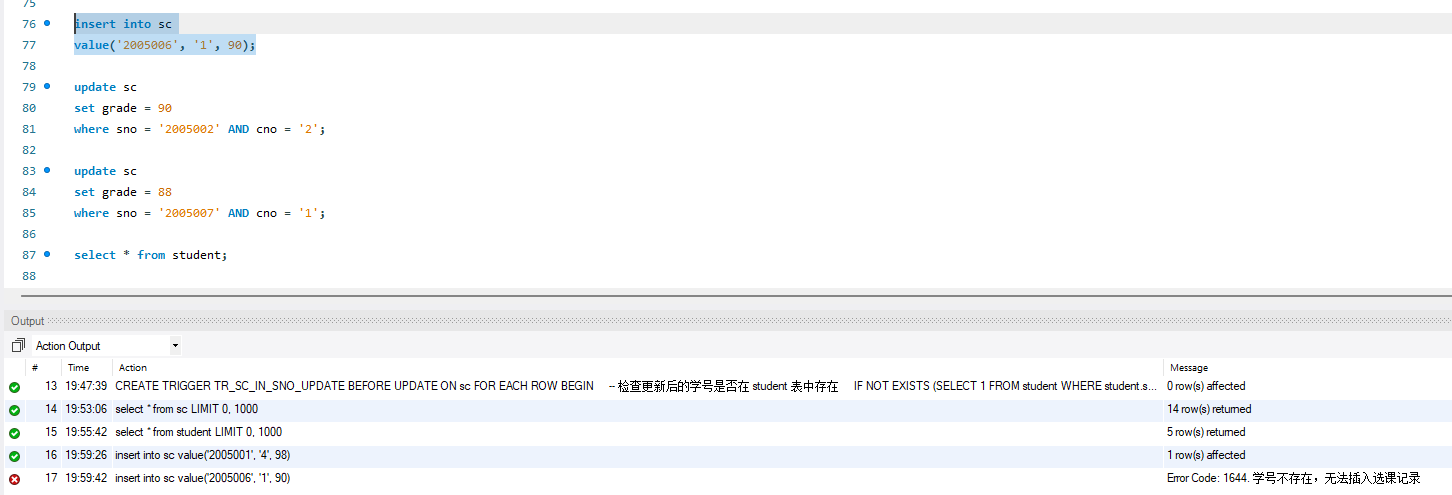 75
76 insert into sc
77 value('2005006', '1', 90);
78
79 update sc
80 set grade = 90
81 where sno = '2005002' AND cno = '2';
82
83 update sc
84 set grade = 88
85 where sno = '2005007' AND cno = '1';
86
87 select * from student;
88
Output
Action Output
# Time Action Message
13 19:47:39 CREATE TRIGGER TR_SC_IN_SNO_UPDATE BEFORE UPDATE ON sc FOR EACH ROW BEGIN -- 检查更新后的学号是否在 student 表中存在 IF NOT EXISTS (SELECT 1 FROM student WHERE student.s... 0 row(s) affected
14 19:53:06 select * from sc LIMIT 0, 1000 14 row(s) returned
15 19:55:42 select * from student LIMIT 0, 1000 5 row(s) returned
16 19:59:26 insert into sc value('2005001', '4', 98) 1 row(s) affected
17 19:59:42 insert into sc value('2005006', '1', 90) Error Code: 1644. 学号不存在，无法插入选课记录